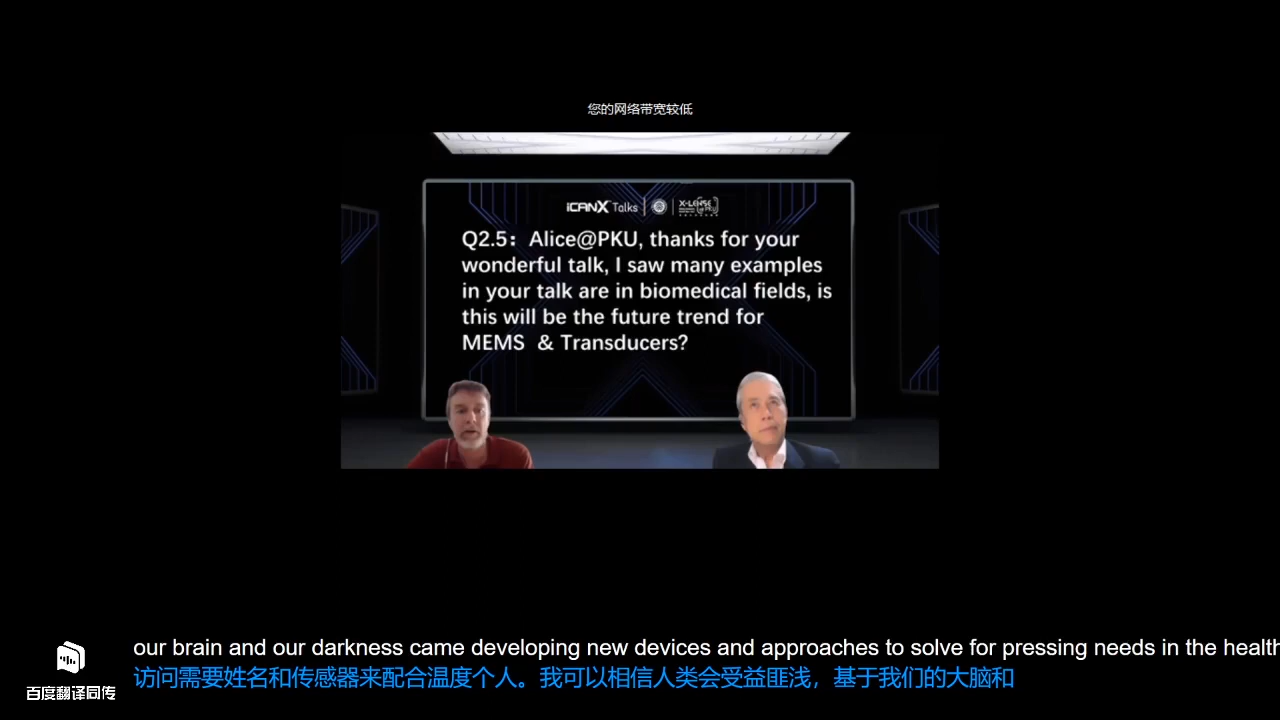 您的网络带宽较低
iCANX Talks X-LENSE
Q2.5：Alice@PKU, thanks for your
wonderful talk, I saw many examples
in your talk are in biomedical fields, is
this will be the future trend for
MEMS & Transducers?
our brain and our darkness came developing new devices and approaches to solve for pressing needs in the health
访问需要姓名和传感器来配合温度个人。我可以相信人类会受益匪浅，基于我们的大脑和
百度翻译同传